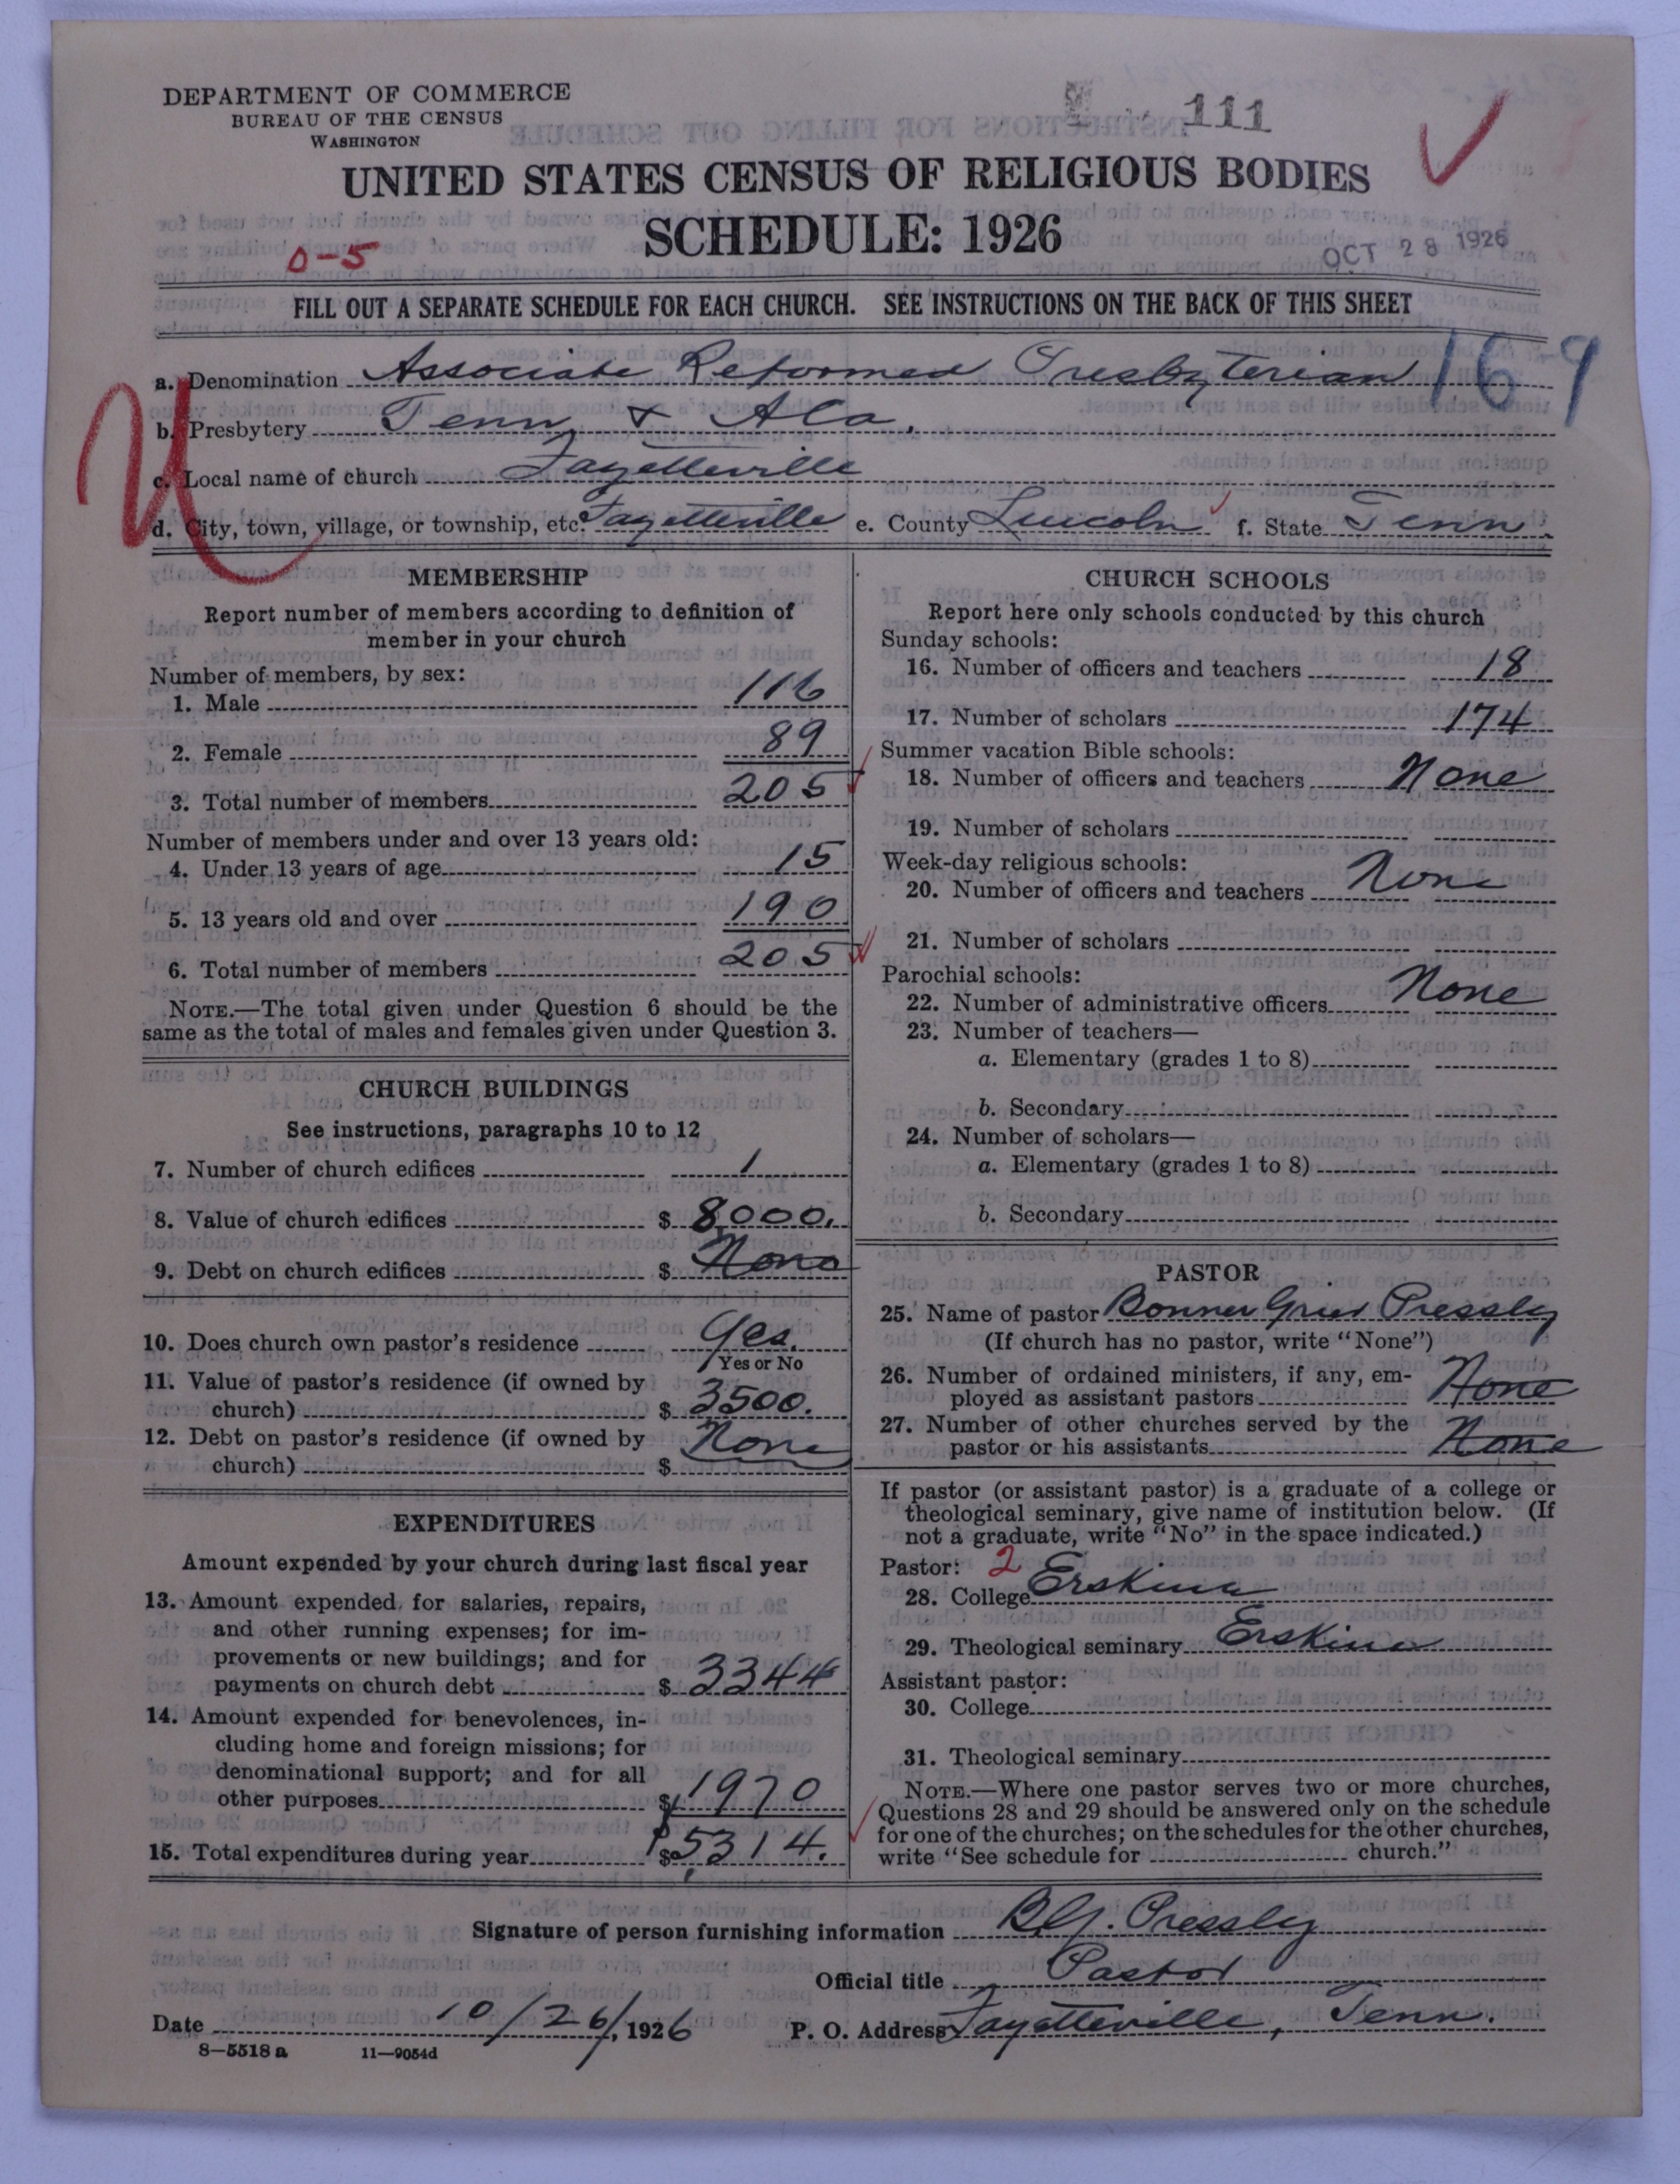 DEPARTMENT OF COMMERCE
BUREAU OF THE CENSUS
WASHINGTON
111
UNITED STATES CENSUS OF RELIGIOUS BODIES
SCHEDULE: 1926
0-5
OCT 28 1926
FILL OUT A SEPARATE SCHEDULE FOR EACH CHURCH. SEE INSTRUCTIONS ON THE BACK OF THIS SHEET
a. Denomination Associate Reformed Presbyterian 16-9
b. Presbytery Tenn & Ala.
c. Local name of church Fayetteville
d. City, town, village, or township, etc. Fayetteville e. County Lincoln f. State Tenn.
MEMBERSHIP
Report number of members according to definition of
member in your church
Number of members, by sex:
1. Male 116
2. Female 89
3. Total number of members 205
Number of members under and over 13 years old:
4. Under 13 years of age 15
5. 13 years old and over 190
6. Total number of members 205
NOTE.—The total given under Question 6 should be the
same as the total of males and females given under Question 3.
CHURCH BUILDINGS
See instructions, paragraphs 10 to 12
7. Number of church edifices 1
8. Value of church edifices $ 8,000.
9. Debt on church edifices $ None
10. Does church own pastor's residence Yes.
Yes or No
11. Value of pastor's residence (if owned by
church) $ 3500.
12. Debt on pastor's residence (if owned by
church) $ None
EXPENDITURES
Amount expended by your church during last fiscal year
13. Amount expended for salaries, repairs,
and other running expenses; for im-
provements or new buildings; and for
payments on church debt $ 3344
14. Amount expended for benevolences, in-
cluding home and foreign missions; for
denominational support; and for all
other purposes $ 1970
15. Total expenditures during year $ 5,314.
CHURCH SCHOOLS
Report here only schools conducted by this church
Sunday schools:
16. Number of officers and teachers 18
17. Number of scholars 174
Summer vacation Bible schools:
18. Number of officers and teachers None
19. Number of scholars
Week-day religious schools:
20. Number of officers and teachers None
21. Number of scholars
Parochial schools:
22. Number of administrative officers None
23. Number of teachers—
a. Elementary (grades 1 to 8)
b. Secondary
24. Number of scholars—
a. Elementary (grades 1 to 8)
b. Secondary
PASTOR
25. Name of pastor Bonner Grier Pressly
(If church has no pastor, write "None")
26. Number of ordained ministers, if any, em-
ployed as assistant pastors None
27. Number of other churches served by the
pastor or his assistants None
If pastor (or assistant pastor) is a graduate of a college or
theological seminary, give name of institution below. (If
not a graduate, write "No" in the space indicated.)
Pastor: 2
28. College Erskine
29. Theological seminary Erskine
Assistant pastor:
30. College
31. Theological seminary
NOTE.—Where one pastor serves two or more churches,
Questions 28 and 29 should be answered only on the schedule
for one of the churches; on the schedules for the other churches,
write "See schedule for church."
Signature of person furnishing information B.G. Pressly
Official title Pastor
Date 10/26/, 1926 P. O. Address Fayetteville, Tenn.
8—5518 a 11—9054d